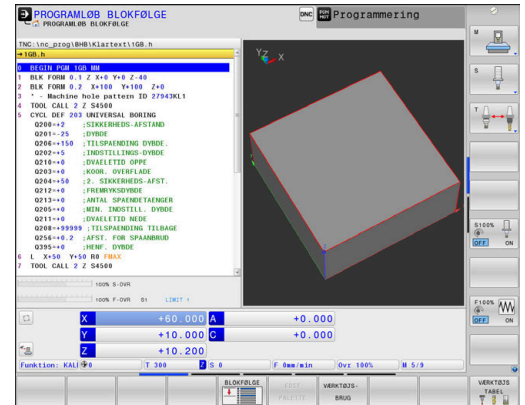 PROGRAMLØB BLOKFØLGE
PROGRAMLØB BLOKFØLGE
DNC
Programmering
TNC:\nc_prog\BHB\Klartext\1GB.h
→1GB.h
0 BEGIN PGM 1GB MM
1 BLK FORM 0.1 Z X+0 Y+0 Z-40
2 BLK FORM 0.2 X+100 Y+100 Z+0
3 * - Machine hole pattern ID 27943KL1
4 TOOL CALL 2 Z S4500
5 CYCL DEF 203 UNIVERSAL BORING
Q200=+2 ;SIKKERHEDS-AFSTAND
Q201=-25 ;DYBDE
Q206=+150 ;TILSPAENDING DYBDE.
Q202=+5 ;INDSTILLINGS-DYBDE
Q210=+0 ;DVAELETID OPPE
Q203=+0 ;KOOR. OVERFLADE
Q204=+50 ;2. SIKKERHEDS-AFST.
Q212=+0 ;FREMRYKSDYBDE
Q213=+0 ;ANTAL SPAENDETAENGER
Q205=+0 ;MIN. INDSTILL. DYBDE
Q211=+0 ;DVAELETID NEDE
Q208=+99999 ;TILSPAENDING TILBAGE
Q256=+0.2 ;AFST. FOR SPAANBRUD
Q395=+0 ;HENF. DYBDE
6 L X+50 Y+50 R0 FMAX
7 TOOL CALL 2 Z S4500
Y Z X
100% S-OVR
100% F-OVR S1 LIMIT 1
X +60.000 A +0.000
Y +10.000 C +0.000
Z +10.200
T 300 Z S 0 F 0mm/min Ovr 100% M 5/9
BLOKFØLGE
VÆRKTØJS-
BRUG
VÆRKTØJS
TABEL
M
S
T
S100%
OFF ON
F100%
OFF ON